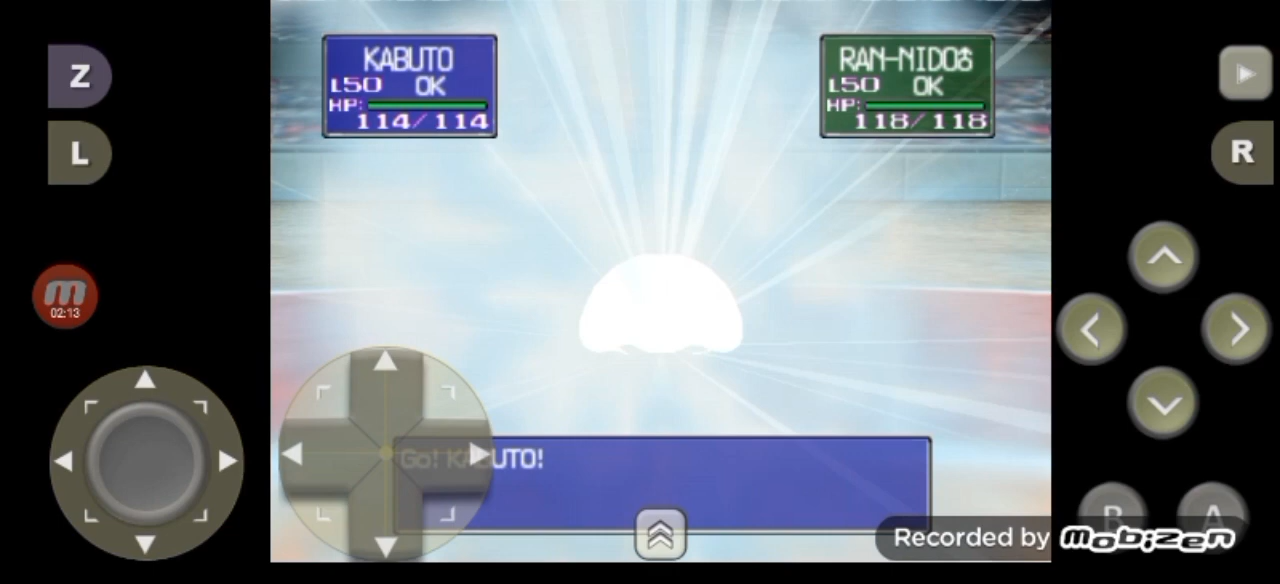 Z
L
R
KABUTO
L50 OK
HP:
114/114
RAN-NIDO♂
L50 OK
HP:
118/118
m
02:13
Go! KABUTO!
B
A
Recorded by mobizen